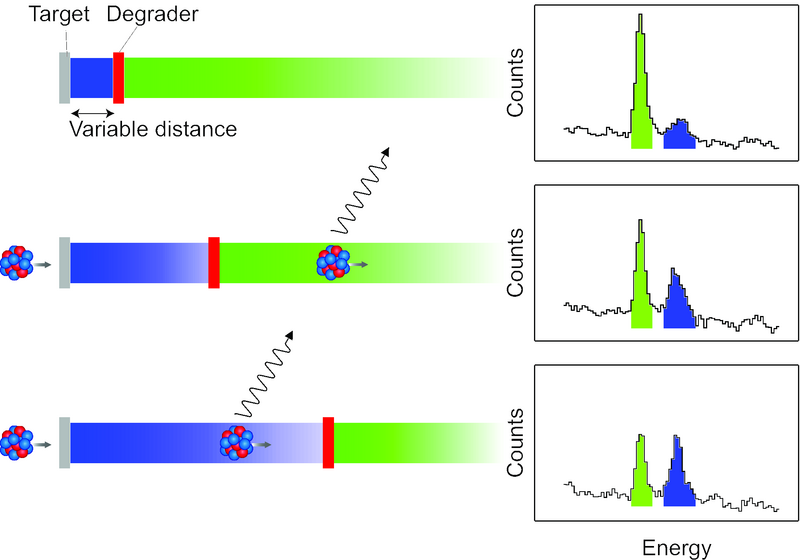 Target Degrader
Variable distance
Counts
Counts
Counts
Energy